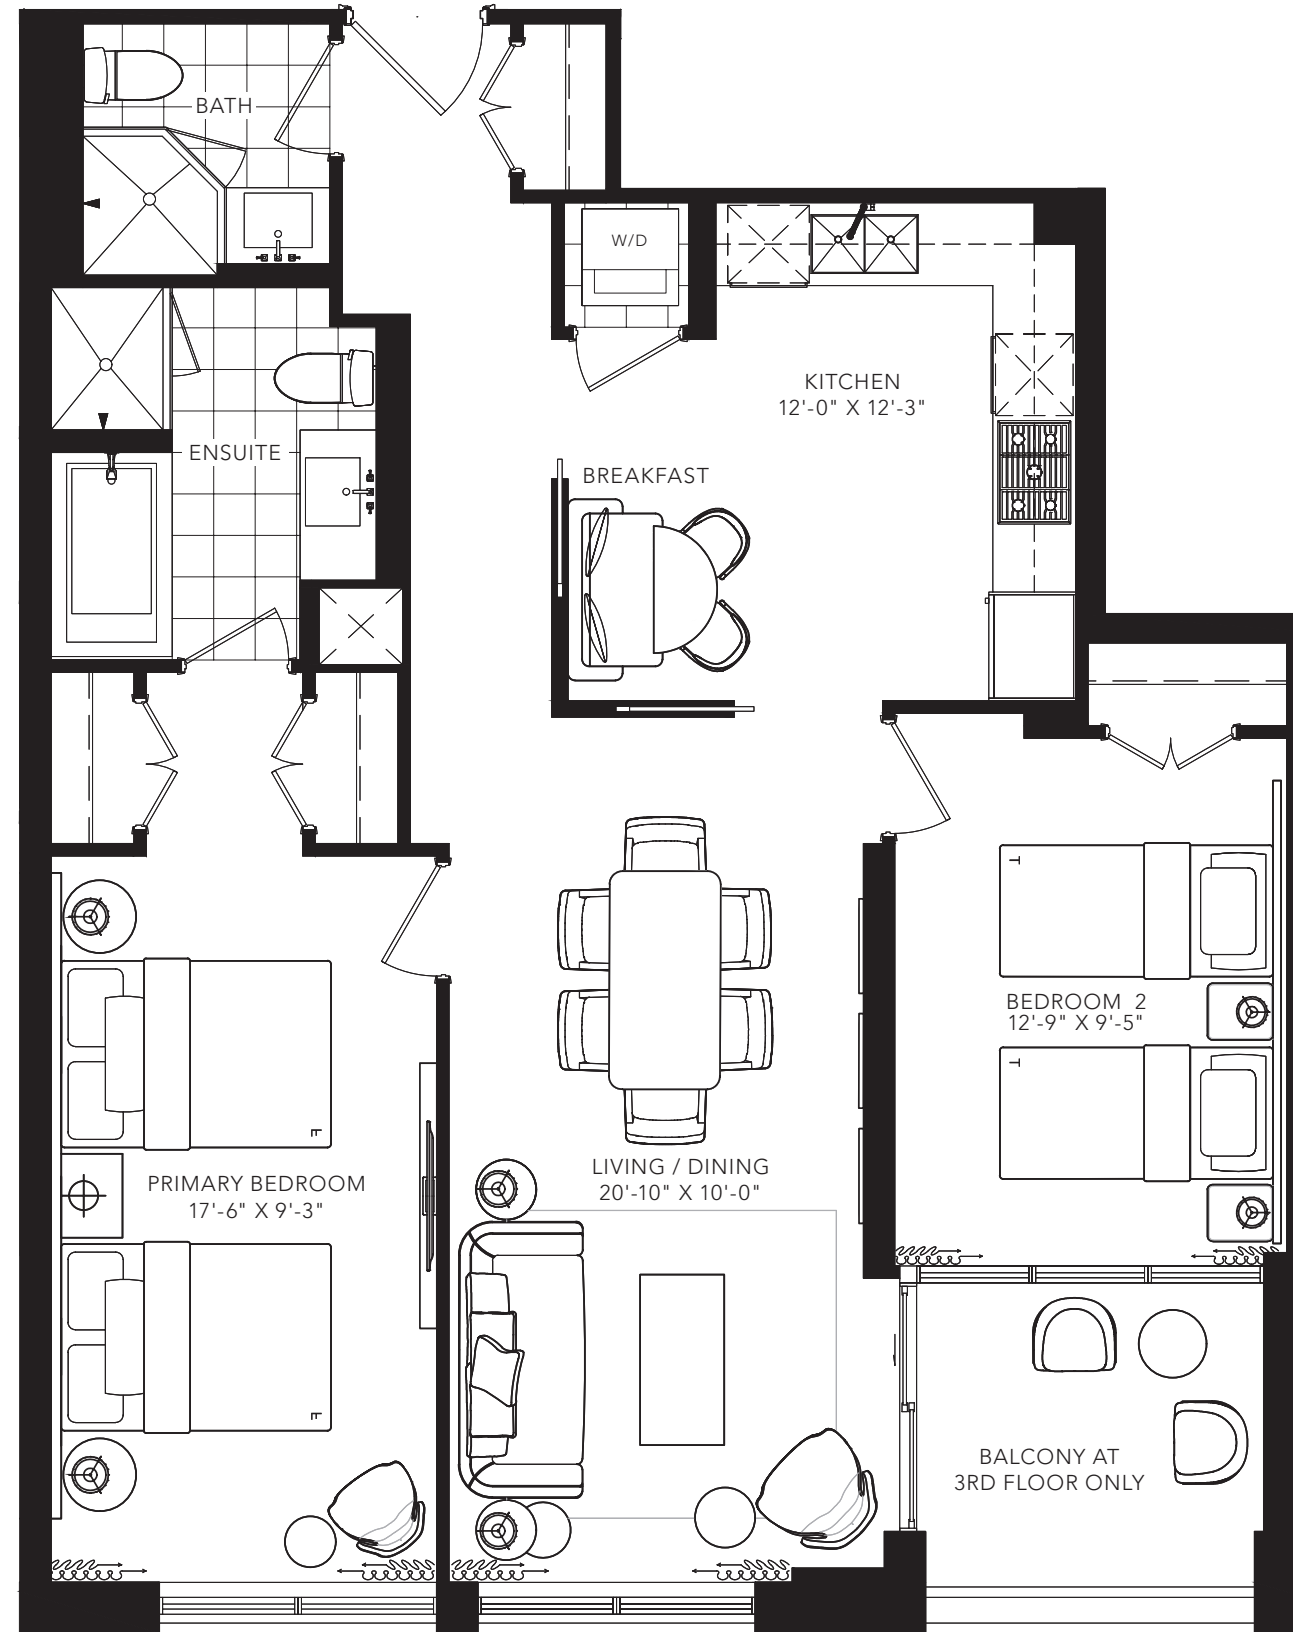 BATH
W/D
KITCHEN
12'-0" X 12'-3"
ENSUITE
BREAKFAST
BEDROOM 2
12'-9" X 9'-5"
T
T
LIVING / DINING
20'-10" X 10'-0"
PRIMARY BEDROOM
17'-6" X 9'-3"
F
F
BALCONY AT
3RD FLOOR ONLY